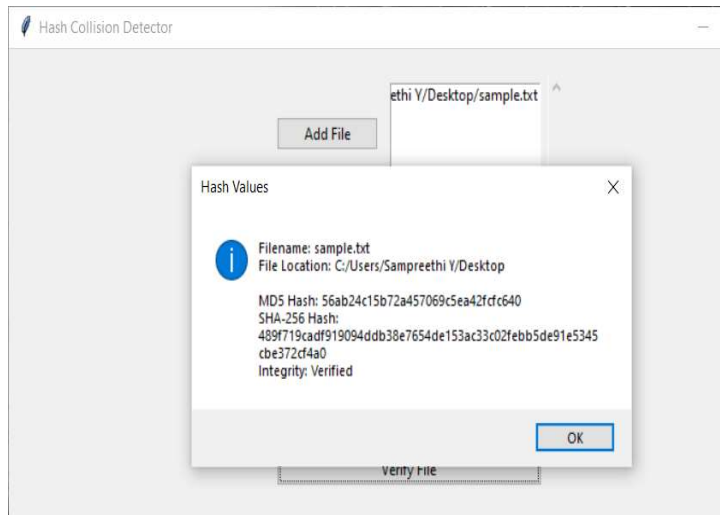 Hash Collision Detector
ethi Y/Desktop/sample.txt
Add File
Hash Values
Filename: sample.txt
File Location: C:/Users/Sampreethi Y/Desktop
MD5 Hash: 56ab24c15b72a457069c5ea42fcfc640
SHA-256 Hash:
489f719cadf919094ddb38e7654de153ac33c02febb5de91e5345
cbe372cf4a0
Integrity: Verified
OK
Verify File